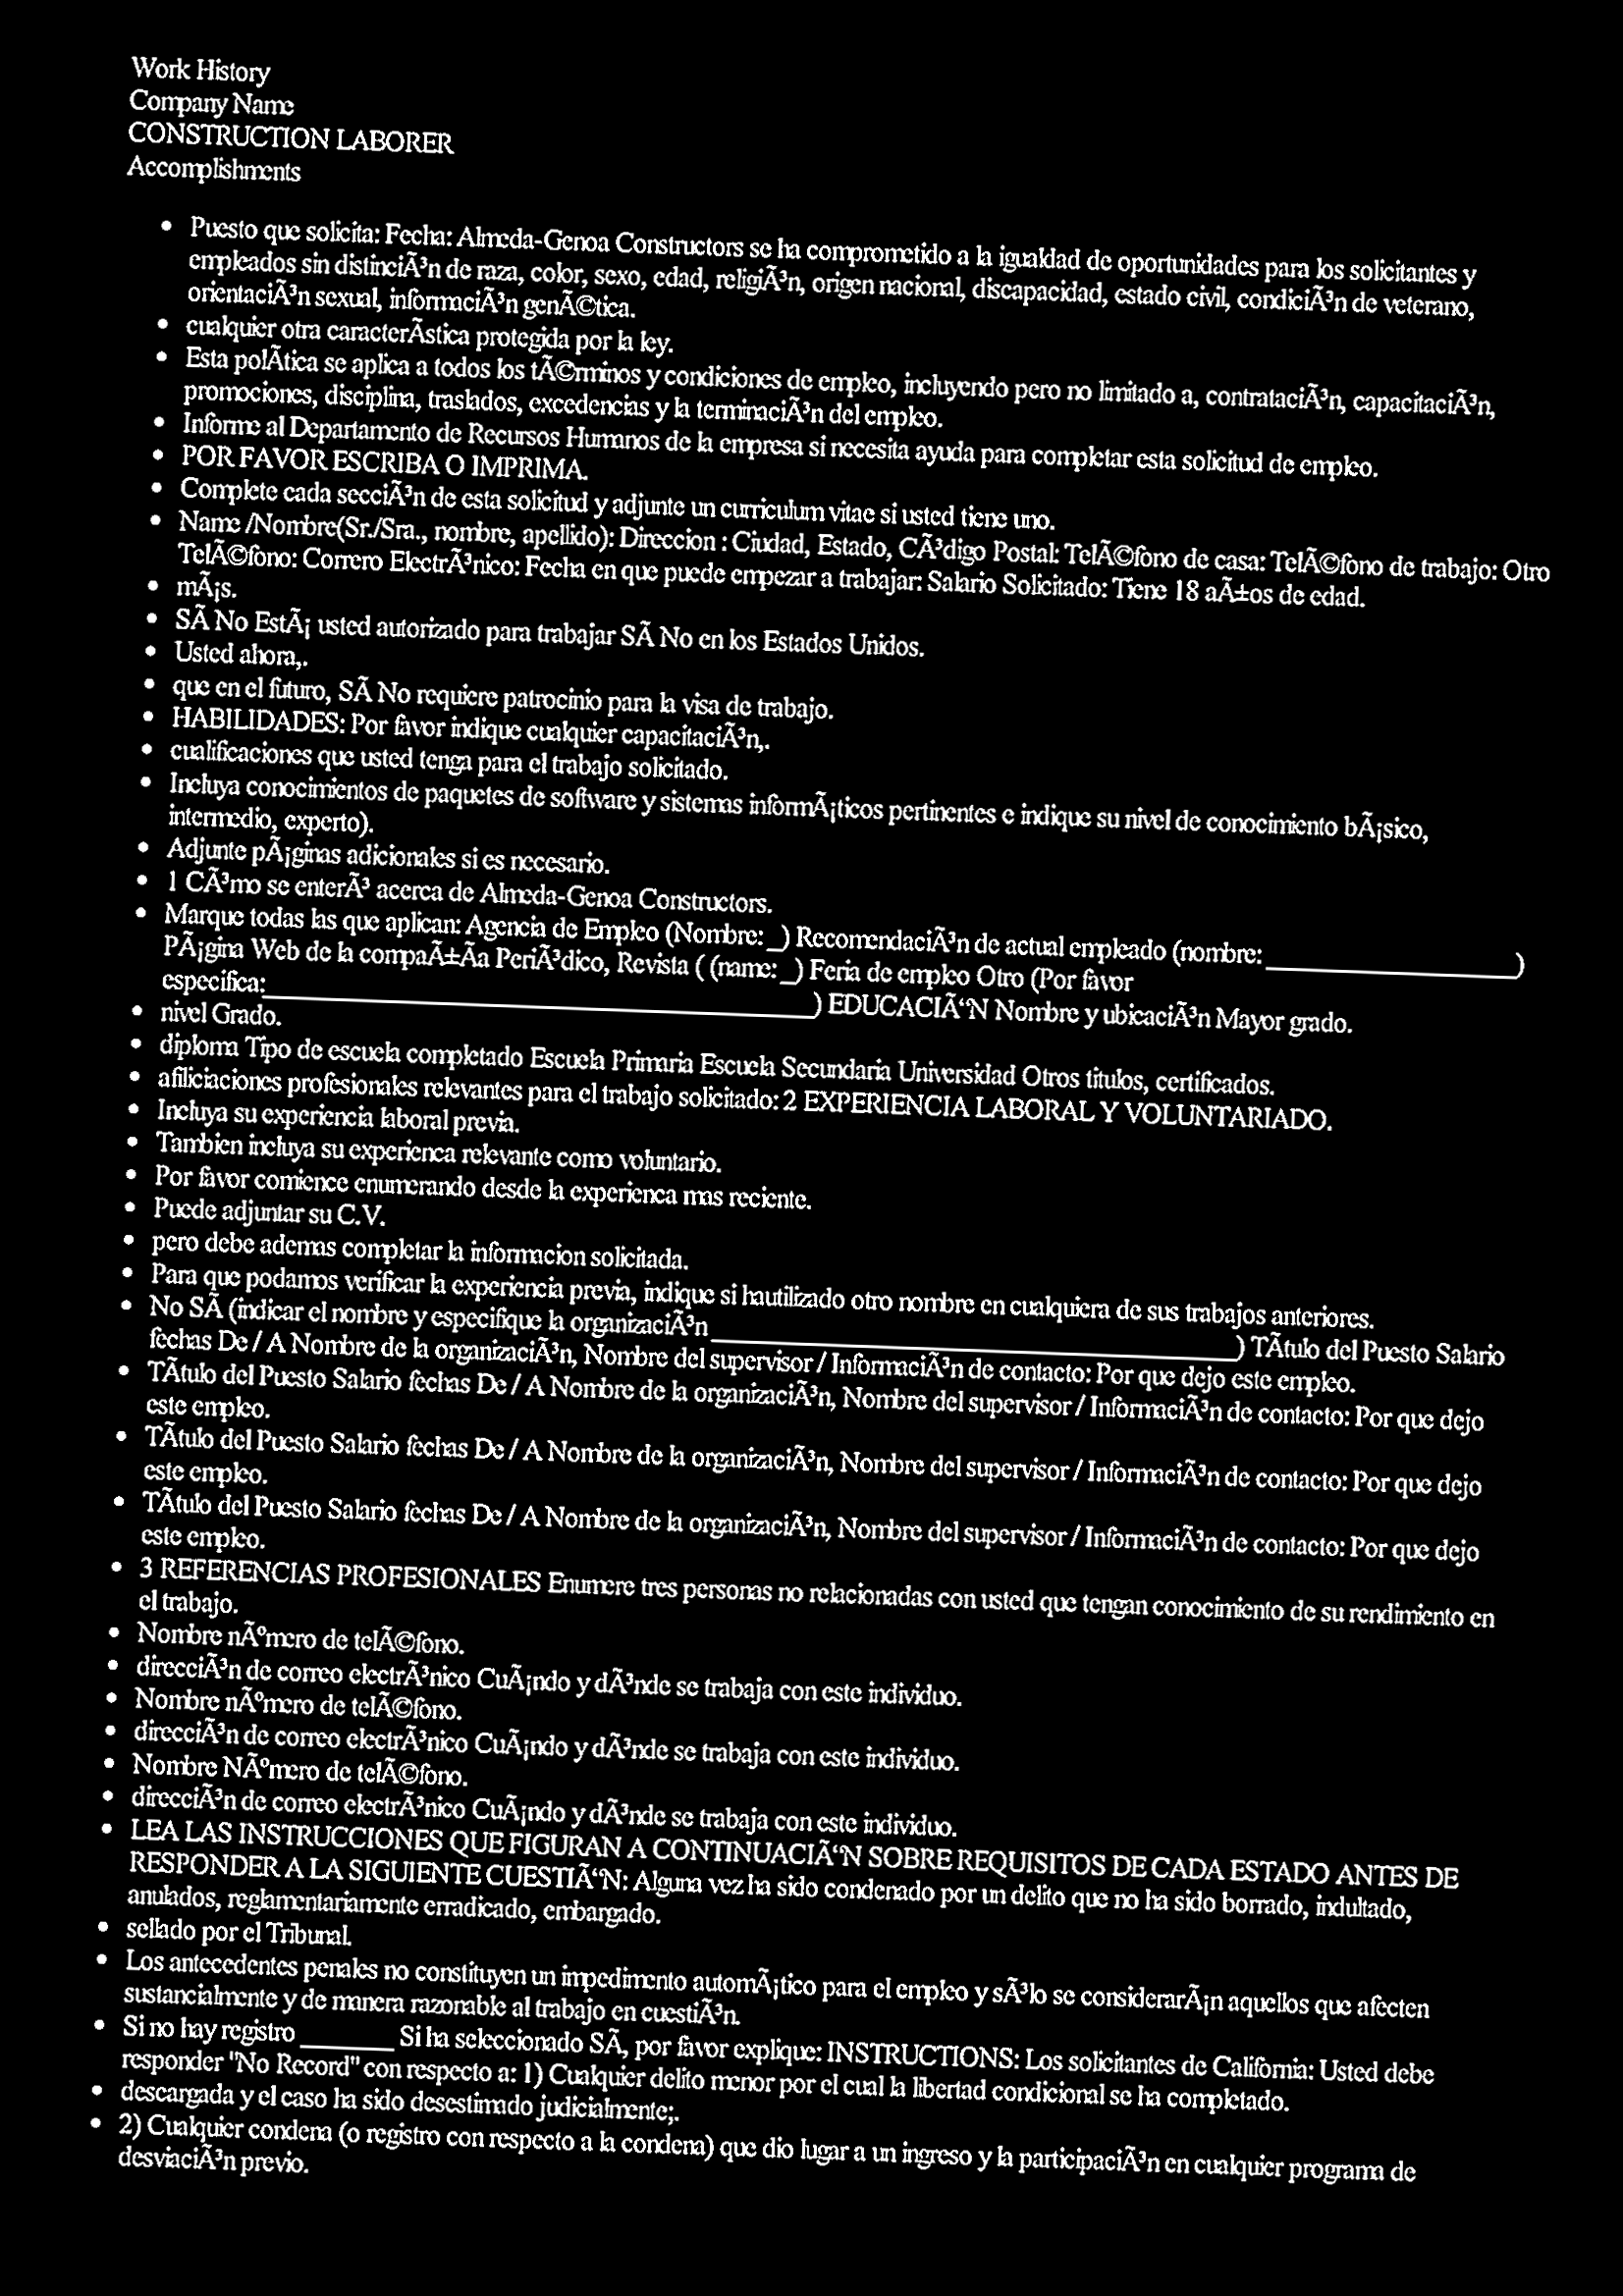 Work History
Company Name
CONSTRUCTION LABORER
Accomplishments
• Puesto que solicita: Fecha: Almeda-Genoa Constructors se ha comprometido a la igualdad de oportunidades para los solicitantes y
empleados sin distinciÃ³n de raza, color, sexo, edad, religiÃ³n, origen nacional, discapacidad, estado civil, condiciÃ³n de veterano,
orientaciÃ³n sexual, informaciÃ³n genÃ©tica.
• cualquier otra caracterÃstica protegida por la ley.
• Esta polÃtica se aplica a todos los tÃ©rminos y condiciones de empleo, incluyendo pero no limitado a, contrataciÃ³n, capacitaciÃ³n,
promociones, disciplina, traslados, excedencias y la terminaciÃ³n del empleo.
• Informe al Departamento de Recursos Humanos de la empresa si necesita ayuda para completar esta solicitud de empleo.
• POR FAVOR ESCRIBA O IMPRIMA.
• Complete cada secciÃ³n de esta solicitud y adjunte un curriculum vitae si usted tiene uno.
• Name /Nombre(Sr./Sra., nombre, apellido): Direccion : Ciudad, Estado, CÃ³digo Postal: TelÃ©fono de casa: TelÃ©fono de trabajo: Otro
TelÃ©fono: Correro ElectrÃ³nico: Fecha en que puede empezar a trabajar: Salario Solicitado: Tiene 18 aÃ±os de edad.
• mÃ¡s.
• SÃ No EstÃ¡ usted autorizado para trabajar SÃ No en los Estados Unidos.
• Usted ahora,.
• que en el futuro, SÃ No requiere patrocinio para la visa de trabajo.
• HABILIDADES: Por favor indique cualquier capacitaciÃ³n,.
• cualificaciones que usted tenga para el trabajo solicitado.
• Incluya conocimientos de paquetes de software y sistemas informÃ¡ticos pertinentes e indique su nivel de conocimiento bÃ¡sico,
intermedio, experto).
• Adjunte pÃ¡ginas adicionales si es necesario.
• 1 CÃ³mo se enterÃ³ acerca de Almeda-Genoa Constructors.
• Marque todas las que aplican: Agencia de Empleo (Nombre: _) RecomendaciÃ³n de actual empleado (nombre: __________________)
PÃ¡gina Web de la compaÃ±Ãa PeriÃ³dico, Revista ( (name: _) Feria de empleo Otro (Por favor
especifica:________________________________________) EDUCACIÃ“N Nombre y ubicaciÃ³n Mayor grado.
• nivel Grado.
• diploma Tipo de escuela completado Escuela Primaria Escuela Secundaria Universidad Otros titulos, certificados.
• afiliciaciones profesionales relevantes para el trabajo solicitado: 2 EXPERIENCIA LABORAL Y VOLUNTARIADO.
• Incluya su experiencia laboral previa.
• Tambien incluya su experienca relevante como voluntario.
• Por favor comience enumerando desde la experienca mas reciente.
• Puede adjuntar su C.V.
• pero debe ademas completar la informacion solicitada.
• Para que podamos verificar la experiencia previa, indique si hautilizado otro nombre en cualquiera de sus trabajos anteriores.
• No SÃ (indicar el nombre y especifique la organizaciÃ³n ______________________________________) TÃtulo del Puesto Salario
fechas De / A Nombre de la organizaciÃ³n, Nombre del supervisor / InformaciÃ³n de contacto: Por que dejo este empleo.
• TÃtulo del Puesto Salario fechas De / A Nombre de la organizaciÃ³n, Nombre del supervisor / InformaciÃ³n de contacto: Por que dejo
este empleo.
• TÃtulo del Puesto Salario fechas De / A Nombre de la organizaciÃ³n, Nombre del supervisor / InformaciÃ³n de contacto: Por que dejo
este empleo.
• TÃtulo del Puesto Salario fechas De / A Nombre de la organizaciÃ³n, Nombre del supervisor / InformaciÃ³n de contacto: Por que dejo
este empleo.
• 3 REFERENCIAS PROFESIONALES Enumere tres personas no relacionadas con usted que tengan conocimiento de su rendimiento en
el trabajo.
• Nombre nÃºmero de telÃ©fono.
• direcciÃ³n de correo electrÃ³nico CuÃ¡ndo y dÃ³nde se trabaja con este individuo.
• Nombre nÃºmero de telÃ©fono.
• direcciÃ³n de correo electrÃ³nico CuÃ¡ndo y dÃ³nde se trabaja con este individuo.
• Nombre NÃºmero de telÃ©fono.
• direcciÃ³n de correo electrÃ³nico CuÃ¡ndo y dÃ³nde se trabaja con este individuo.
• LEA LAS INSTRUCCIONES QUE FIGURAN A CONTINUACIÃ“N SOBRE REQUISITOS DE CADA ESTADO ANTES DE
RESPONDER A LA SIGUIENTE CUESTIÃ“N: Alguna vez ha sido condenado por un delito que no ha sido borrado, indultado,
anulados, reglamentariamente erradicado, embargado.
• sellado por el Tribunal.
• Los antecedentes penales no constituyen un impedimento automÃ¡tico para el empleo y sÃ³lo se considerarÃ¡n aquellos que afecten
sustancialmente y de manera razonable al trabajo en cuestiÃ³n.
• Si no hay registro _______ Si ha seleccionado SÃ, por favor explique: INSTRUCTIONS: Los solicitantes de California: Usted debe
responder "No Record" con respecto a: 1) Cualquier delito menor por el cual la libertad condicional se ha completado.
• descargada y el caso ha sido desestimado judicialmente;.
• 2) Cualquier condena (o registro con respecto a la condena) que dio lugar a un ingreso y la participaciÃ³n en cualquier programa de
desviaciÃ³n previo.